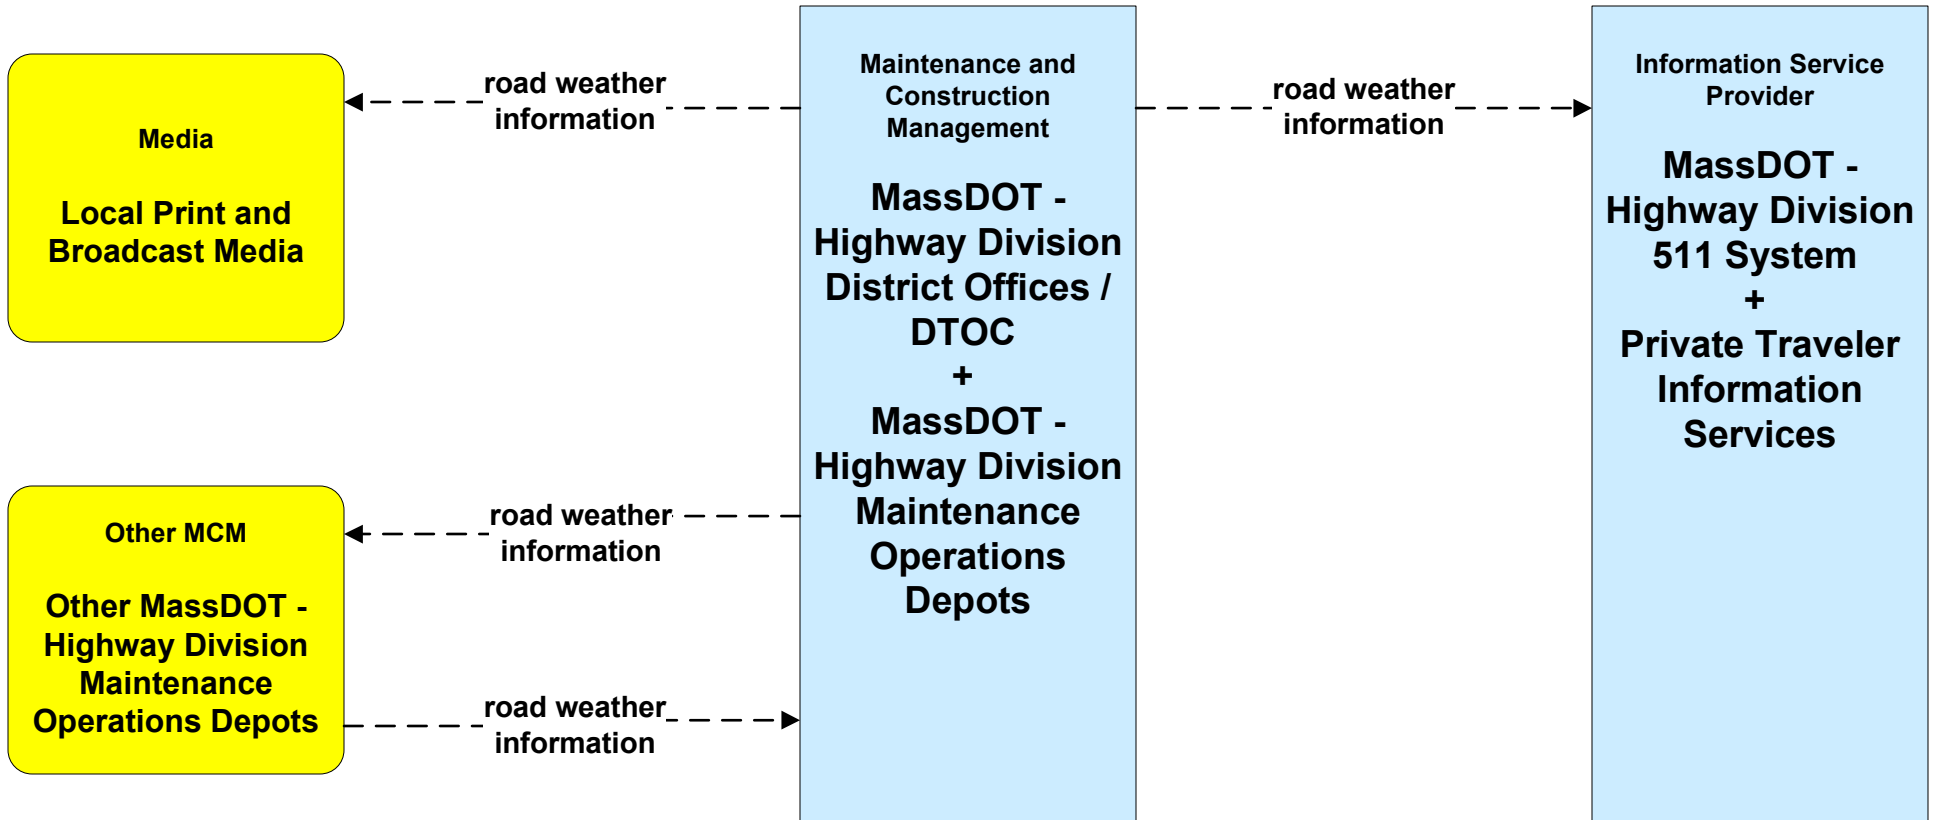 Media
Local Print and
Broadcast Media
road weather
information
Maintenance and
Construction
Management
MassDOT -
Highway Division
District Offices /
DTOC
+
MassDOT -
Highway Division
Maintenance
Operations
Depots
road weather
information
Information Service
Provider
MassDOT -
Highway Division
511 System
+
Private Traveler
Information
Services
Other MCM
Other MassDOT -
Highway Division
Maintenance
Operations Depots
road weather
information
road weather
information